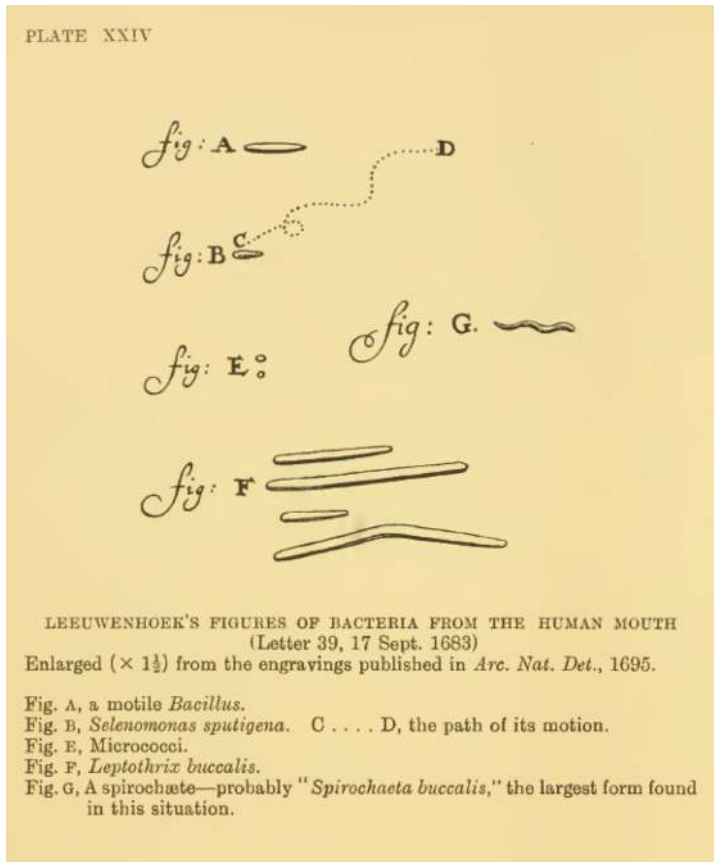 PLATE XXIV
fig: A
D
fig: B C
fig: G.
fig: E
fig: F
LEEUWENHOEK'S FIGURES OF BACTERIA FROM THE HUMAN MOUTH
(Letter 39, 17 Sept. 1683)
Enlarged (× 1½) from the engravings published in Arc. Nat. Det., 1695.
Fig. A, a motile Bacillus.
Fig. B, Selenomonas sputigena. C . . . . D, the path of its motion.
Fig. E, Micrococci.
Fig. F, Leptothrix buccalis.
Fig. G, A spirochæte—probably "Spirochaeta buccalis," the largest form found
in this situation.